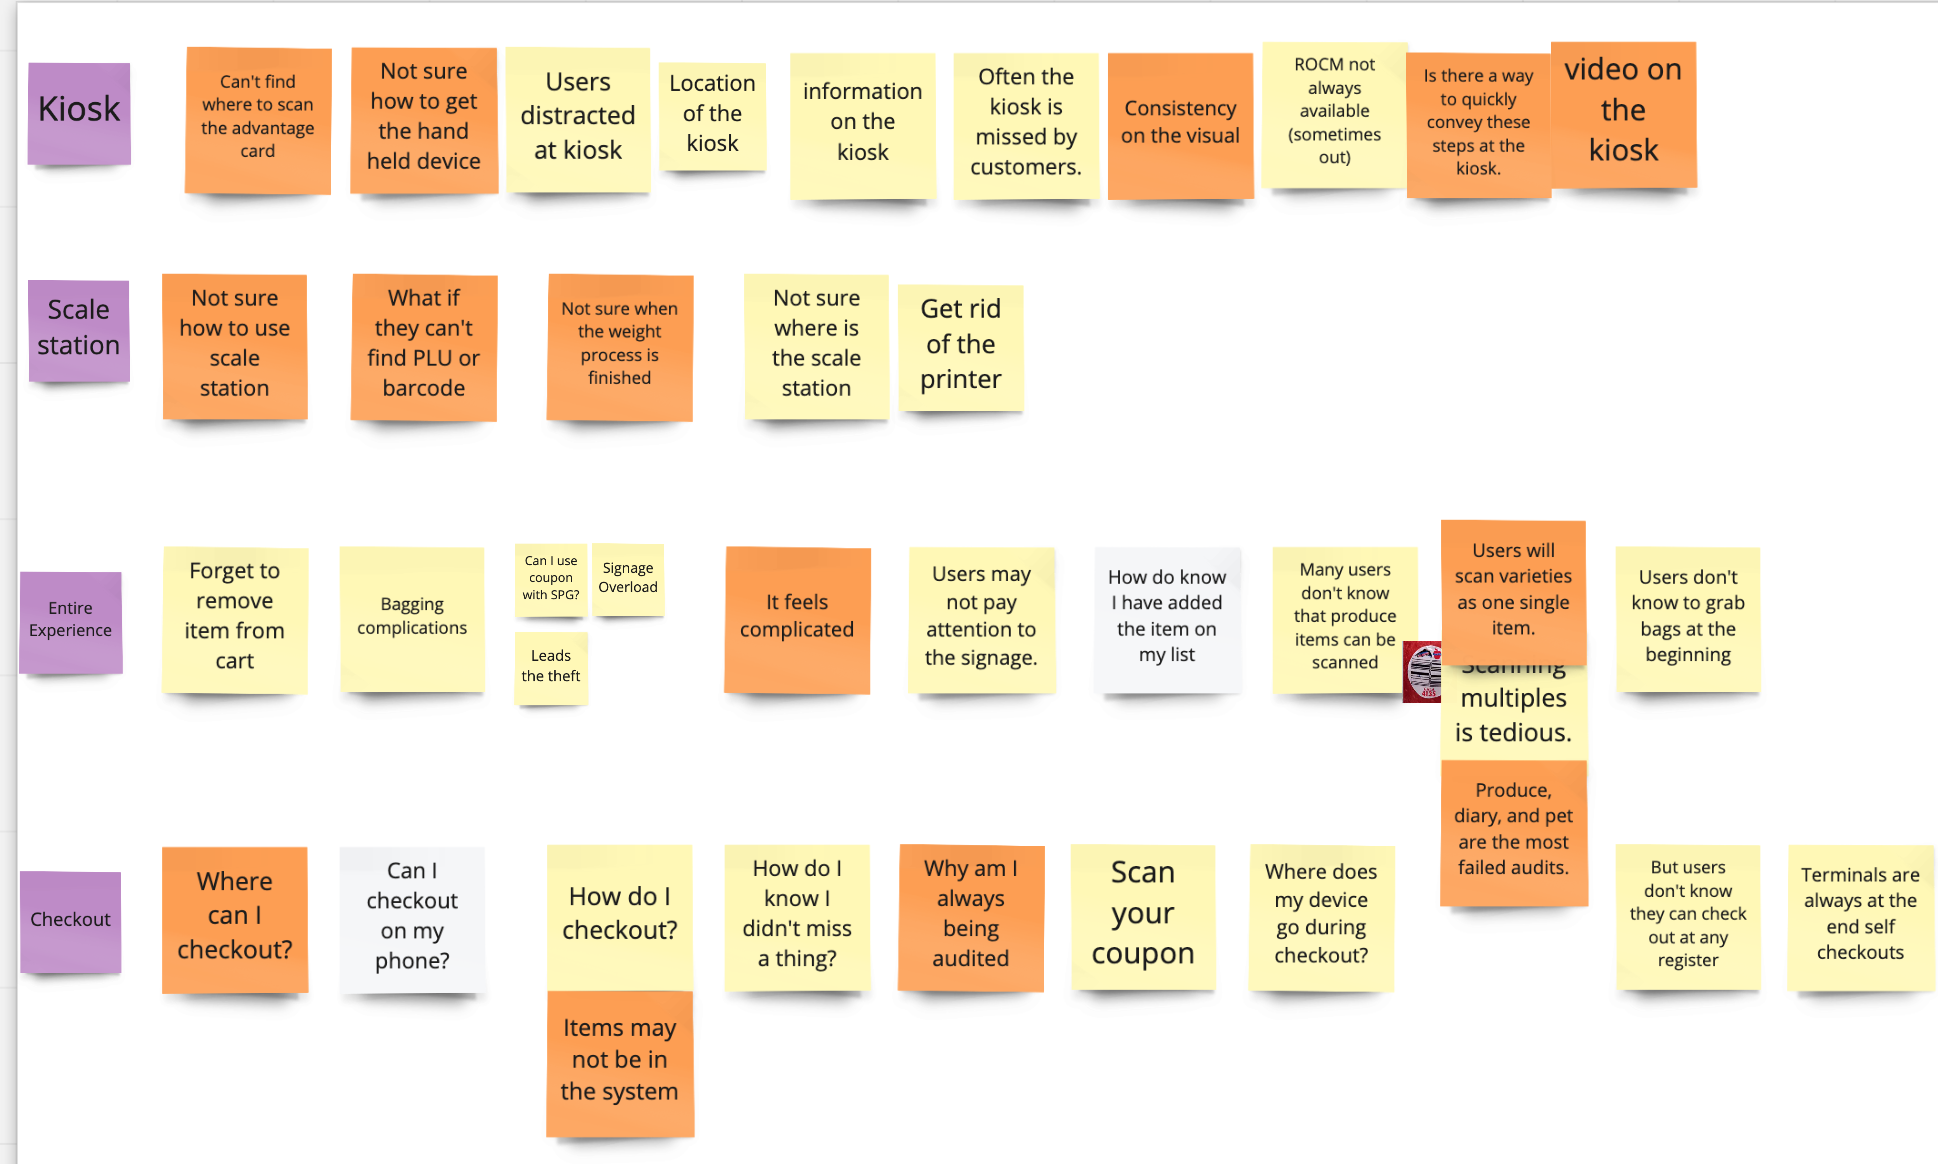 Kiosk
Can't find
where to scan
the advantage
card
Not sure
how to get
the hand
held device
Users
distracted
at kiosk
Location
of the
kiosk
information
on the
kiosk
Often the
kiosk is
missed by
customers.
Consistency
on the visual
ROCM not
always
available
(sometimes
out)
Is there a way
to quickly
convey these
steps at the
kiosk.
video on
the
kiosk
Scale
station
Not sure
how to use
scale
station
What if
they can't
find PLU or
barcode
Not sure when
the weight
process is
finished
Not sure
where is
the scale
station
Get rid
of the
printer
Entire
Experience
Forget to
remove
item from
cart
Bagging
complications
Can I use
coupon
with SPG?
Signage
Overload
Leads
the theft
It feels
complicated
Users may
not pay
attention to
the signage.
How do know
I have added
the item on
my list
Many users
don't know
that produce
items can be
scanned
Users will
scan varieties
as one single
item.
Scanning
multiples
is tedious.
Produce,
diary, and pet
are the most
failed audits.
Users don't
know to grab
bags at the
beginning
Checkout
Where
can I
checkout?
Can I
checkout
on my
phone?
How do I
checkout?
Items may
not be in
the system
How do I
know I
didn't miss
a thing?
Why am I
always
being
audited
Scan
your
coupon
Where does
my device
go during
checkout?
But users
don't know
they can check
out at any
register
Terminals are
always at the
end self
checkouts